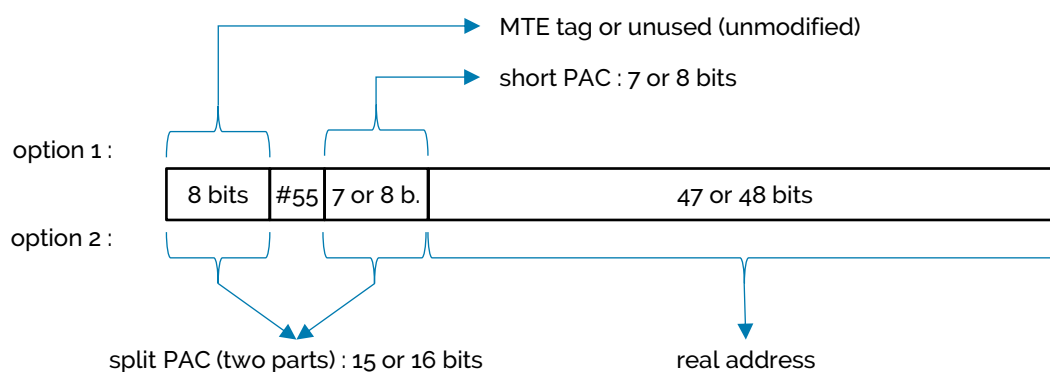 MTE tag or unused (unmodified)
short PAC : 7 or 8 bits
option 1 :
8 bits #55 7 or 8 b. 47 or 48 bits
option 2 :
split PAC (two parts) : 15 or 16 bits real address